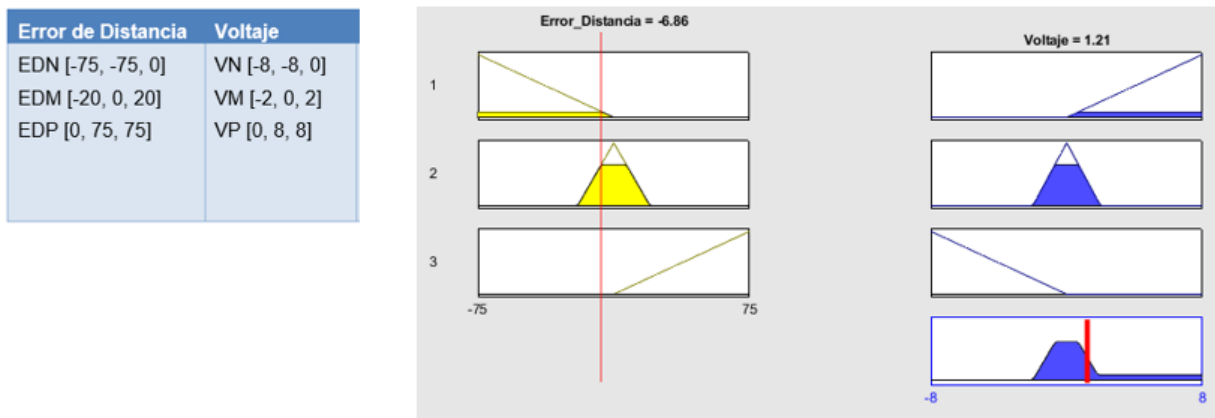 Error de Distancia Voltaje
EDN [-75, -75, 0] VN [-8, -8, 0]
EDM [-20, 0, 20] VM [-2, 0, 2]
EDP [0, 75, 75] VP [0, 8, 8]
Error_Distancia = -6.86
Voltaje = 1.21
1
2
3
-75 75
-8 8